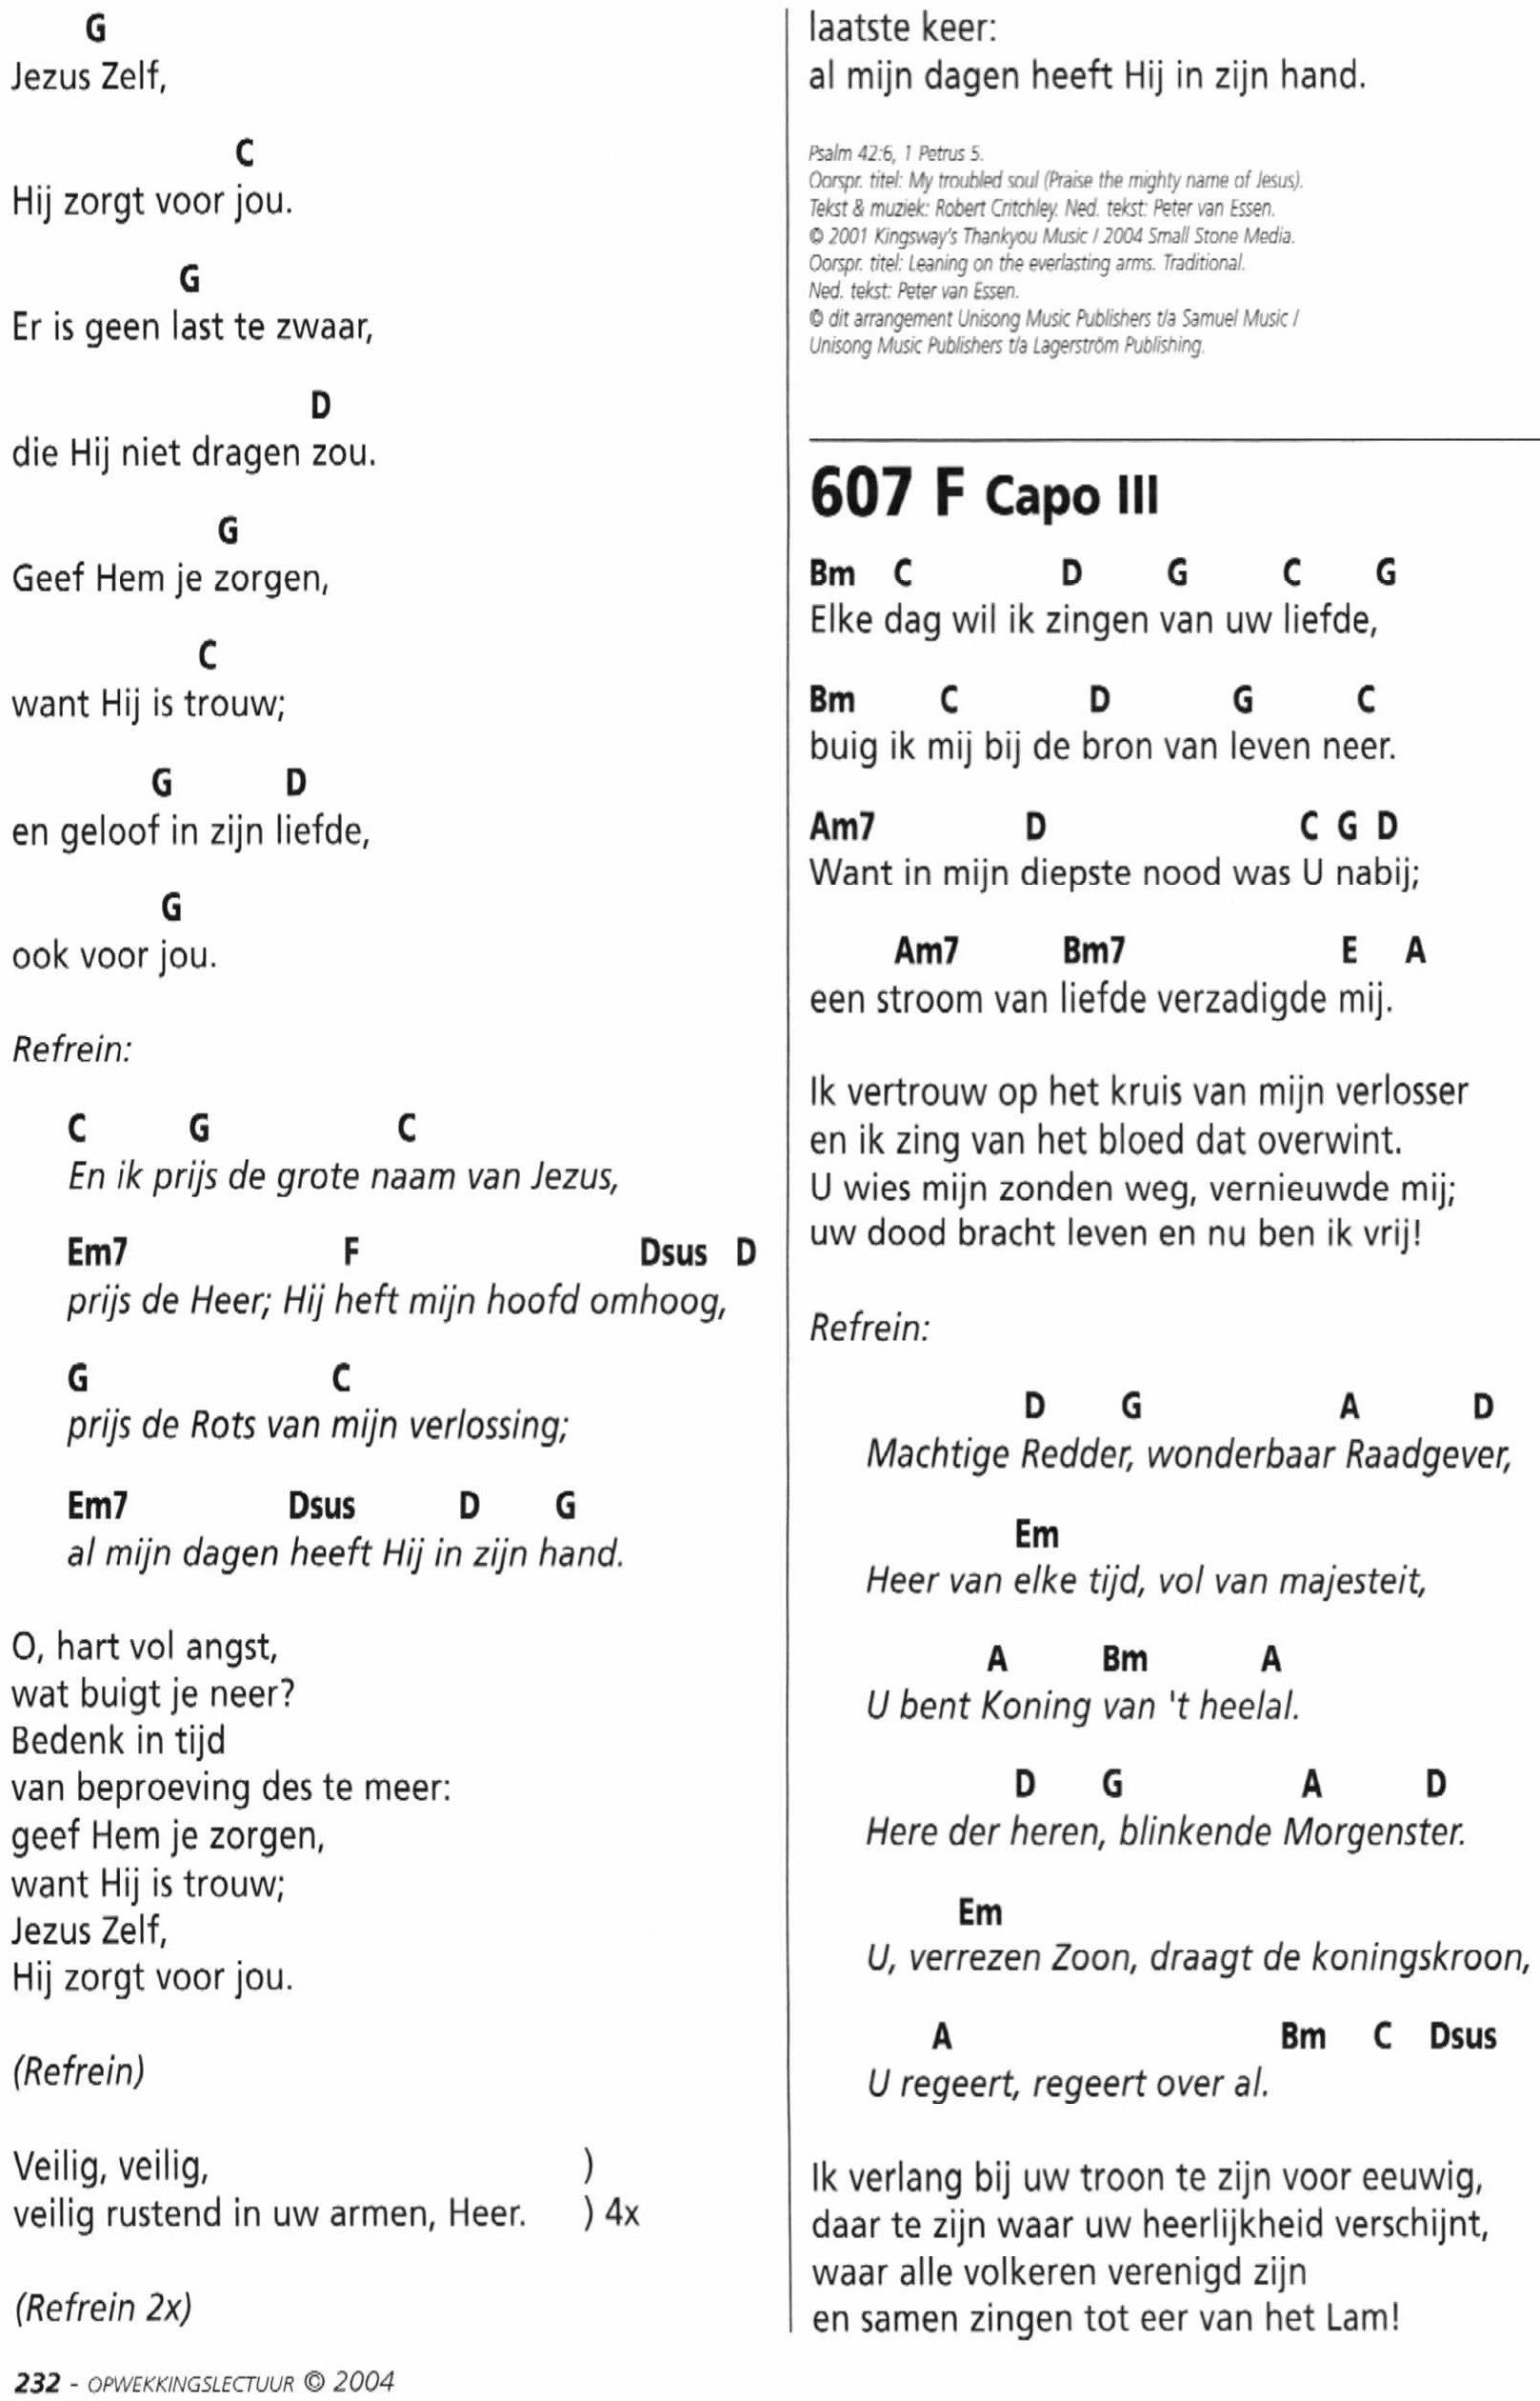 G
Jezus Zelf,
C
Hij zorgt voor jou.
G
Er is geen last te zwaar,
D
die Hij niet dragen zou.
G
Geef Hem je zorgen,
C
want Hij is trouw;
G D
en geloof in zijn liefde,
G
ook voor jou.
Refrein:
C G C
En ik prijs de grote naam van Jezus,
Em7 F Dsus D
prijs de Heer; Hij heft mijn hoofd omhoog,
G C
prijs de Rots van mijn verlossing;
Em7 Dsus D G
al mijn dagen heeft Hij in zijn hand.
O, hart vol angst,
wat buigt je neer?
Bedenk in tijd
van beproeving des te meer:
geef Hem je zorgen,
want Hij is trouw;
Jezus Zelf,
Hij zorgt voor jou.
(Refrein)
Veilig, veilig, )
veilig rustend in uw armen, Heer. ) 4x
(Refrein 2x)
232 - OPWEKKINGSLECTUUR © 2004
laatste keer:
al mijn dagen heeft Hij in zijn hand.
Psalm 42:6, 1 Petrus 5.
Oorspr. titel: My troubled soul (Praise the mighty name of Jesus).
Tekst & muziek: Robert Critchley. Ned. tekst: Peter van Essen.
© 2001 Kingsway's Thankyou Music / 2004 Small Stone Media.
Oorspr. titel: Leaning on the everlasting arms. Traditional.
Ned. tekst: Peter van Essen.
© dit arrangement Unisong Music Publishers t/a Samuel Music /
Unisong Music Publishers t/a Lagerström Publishing.
607 F Capo III
Bm C D G C G
Elke dag wil ik zingen van uw liefde,
Bm C D G C
buig ik mij bij de bron van leven neer.
Am7 D C G D
Want in mijn diepste nood was U nabij;
Am7 Bm7 E A
een stroom van liefde verzadigde mij.
Ik vertrouw op het kruis van mijn verlosser
en ik zing van het bloed dat overwint.
U wies mijn zonden weg, vernieuwde mij;
uw dood bracht leven en nu ben ik vrij!
Refrein:
D G A D
Machtige Redder, wonderbaar Raadgever,
Em
Heer van elke tijd, vol van majesteit,
A Bm A
U bent Koning van 't heelal.
D G A D
Here der heren, blinkende Morgenster.
Em
U, verrezen Zoon, draagt de koningskroon,
A Bm C Dsus
U regeert, regeert over al.
Ik verlang bij uw troon te zijn voor eeuwig,
daar te zijn waar uw heerlijkheid verschijnt,
waar alle volkeren verenigd zijn
en samen zingen tot eer van het Lam!